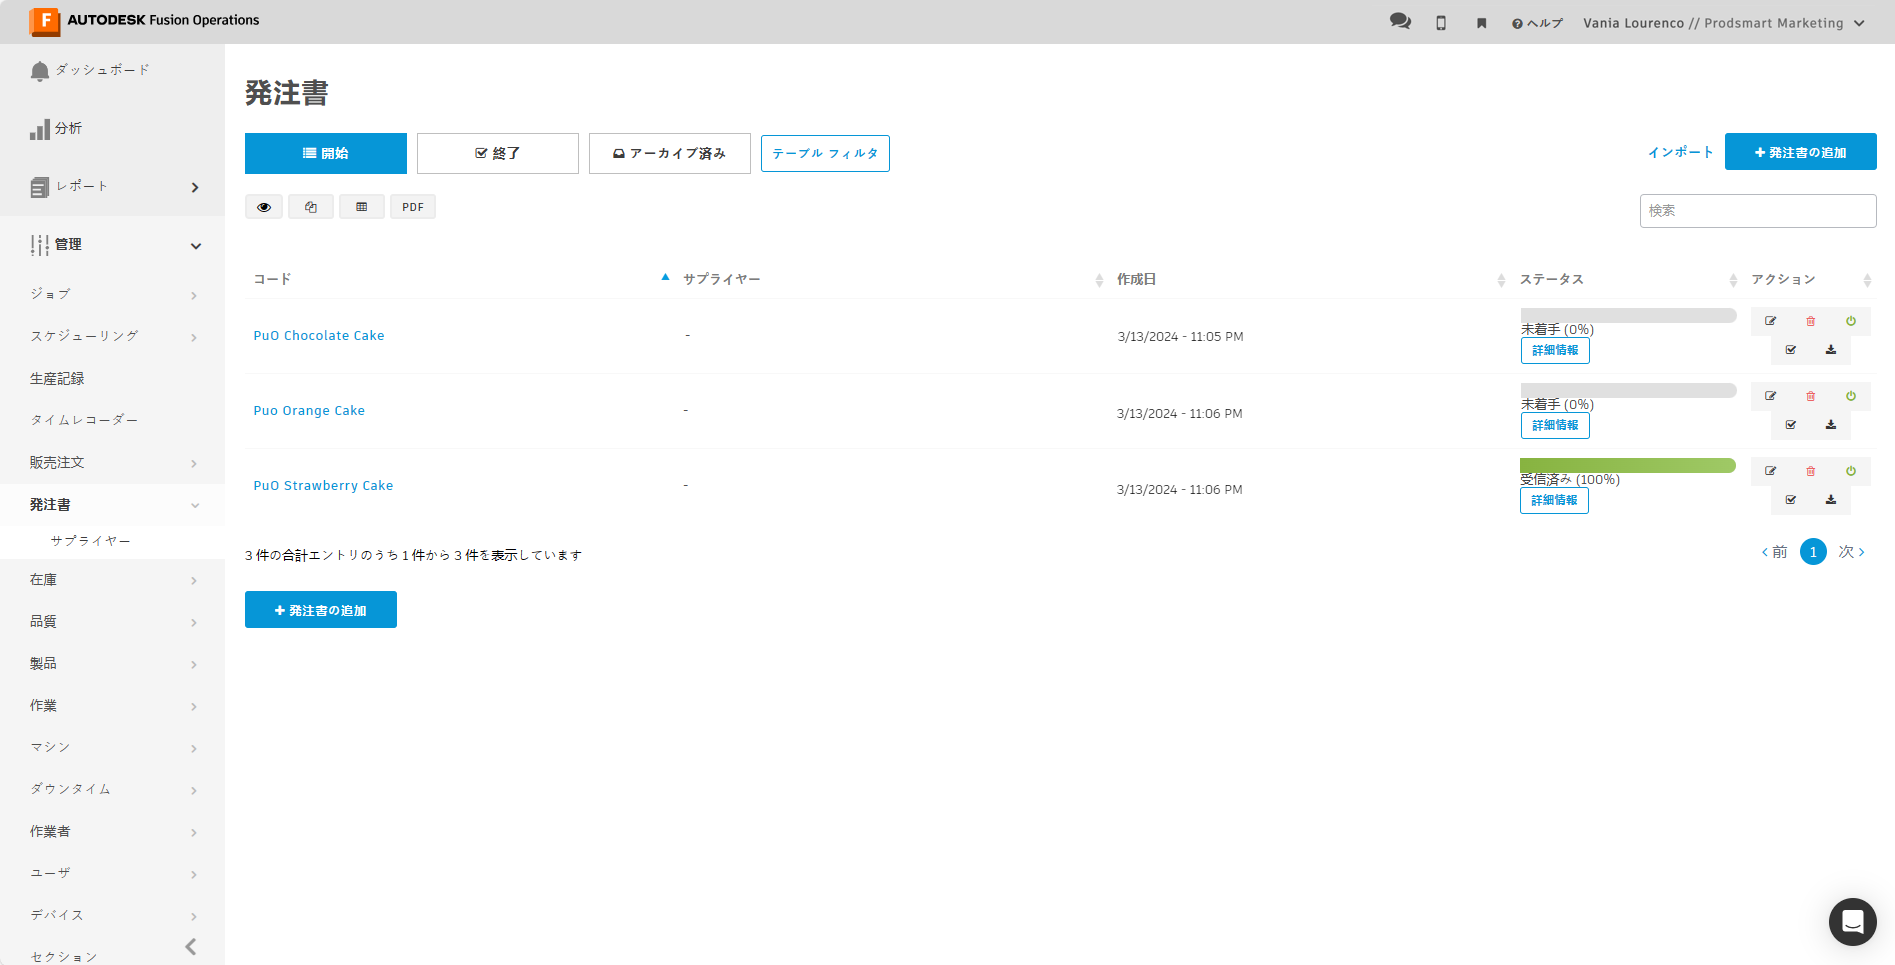 F AUTODESK Fusion Operations
ヘルプ Vania Lourenco // Prodsmart Marketing
ダッシュボード
分析
レポート
管理
ジョブ
スケジューリング
生産記録
タイムレコーダー
販売注文
発注書
サプライヤー
在庫
品質
製品
作業
マシン
ダウンタイム
作業者
ユーザ
デバイス
セクション
発注書
開始 終了 アーカイブ済み テーブル フィルタ インポート +発注書の追加
PDF 検索
コード サプライヤー 作成日 ステータス アクション
PuO Chocolate Cake - 3/13/2024 - 11:05 PM 未着手 (0%)
詳細情報
Puo Orange Cake - 3/13/2024 - 11:06 PM 未着手 (0%)
詳細情報
PuO Strawberry Cake - 3/13/2024 - 11:06 PM 受信済み (100%)
詳細情報
3 件の合計エントリのうち 1 件から 3 件を表示しています ‹ 前 1 次 ›
+発注書の追加